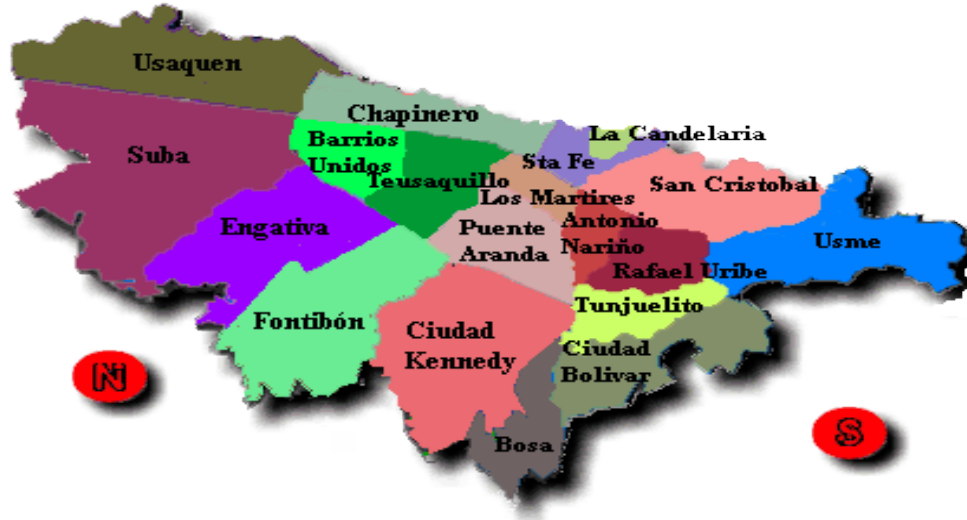 Usaquen
Chapinero
La Candelaria
Barrios
Unidos
Suba
Sta Fe
Teusaquillo
San Cristobal
Los Martires
Engativa
Puente
Aranda
Antonio
Nariño
Usme
Rafael Uribe
Fontibón
Tunjuelito
Ciudad
Kennedy
Ciudad
Bolivar
N
S
Bosa